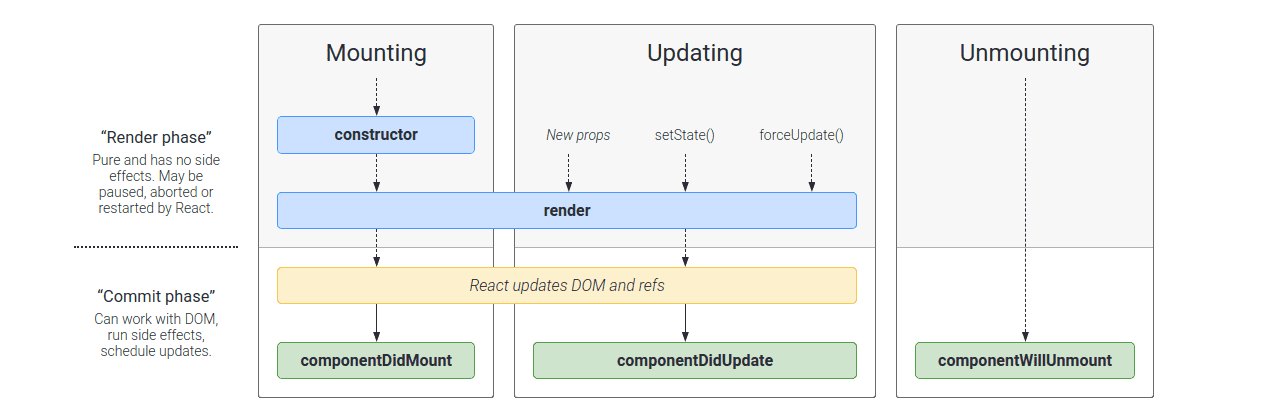 Mounting
Updating
Unmounting
“Render phase”
Pure and has no side
effects. May be
paused, aborted or
restarted by React.
constructor
New props
setState()
forceUpdate()
render
“Commit phase”
Can work with DOM,
run side effects,
schedule updates.
React updates DOM and refs
componentDidMount
componentDidUpdate
componentWillUnmount